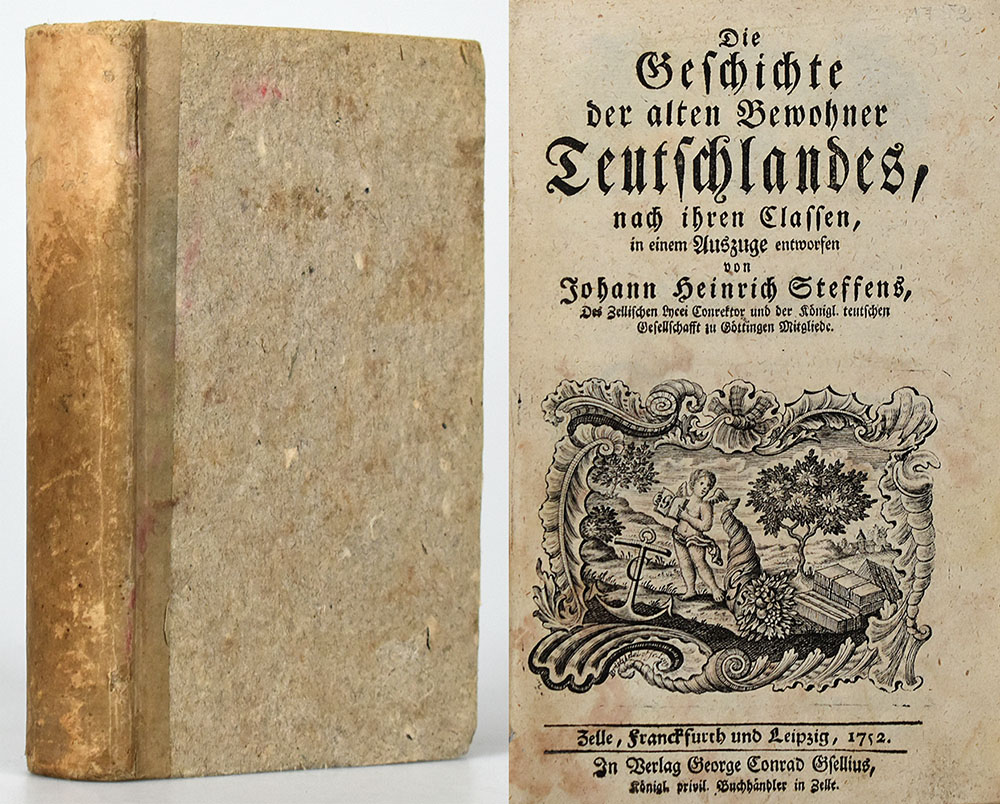 Die
Geschichte
der alten Bewohner
Teutschlandes,
nach ihren Classen,
in einem Auszuge entworfen
von
Johann Heinrich Steffens,
Des Zellischen Lycei Conrektor und der Königl. teutschen
Gesellschafft zu Göttingen Mitgliede.
Zelle, Franckfurth und Leipzig, 1752.
In Verlag George Conrad Gsellius,
Königl. privil. Buchhändler in Zelle.